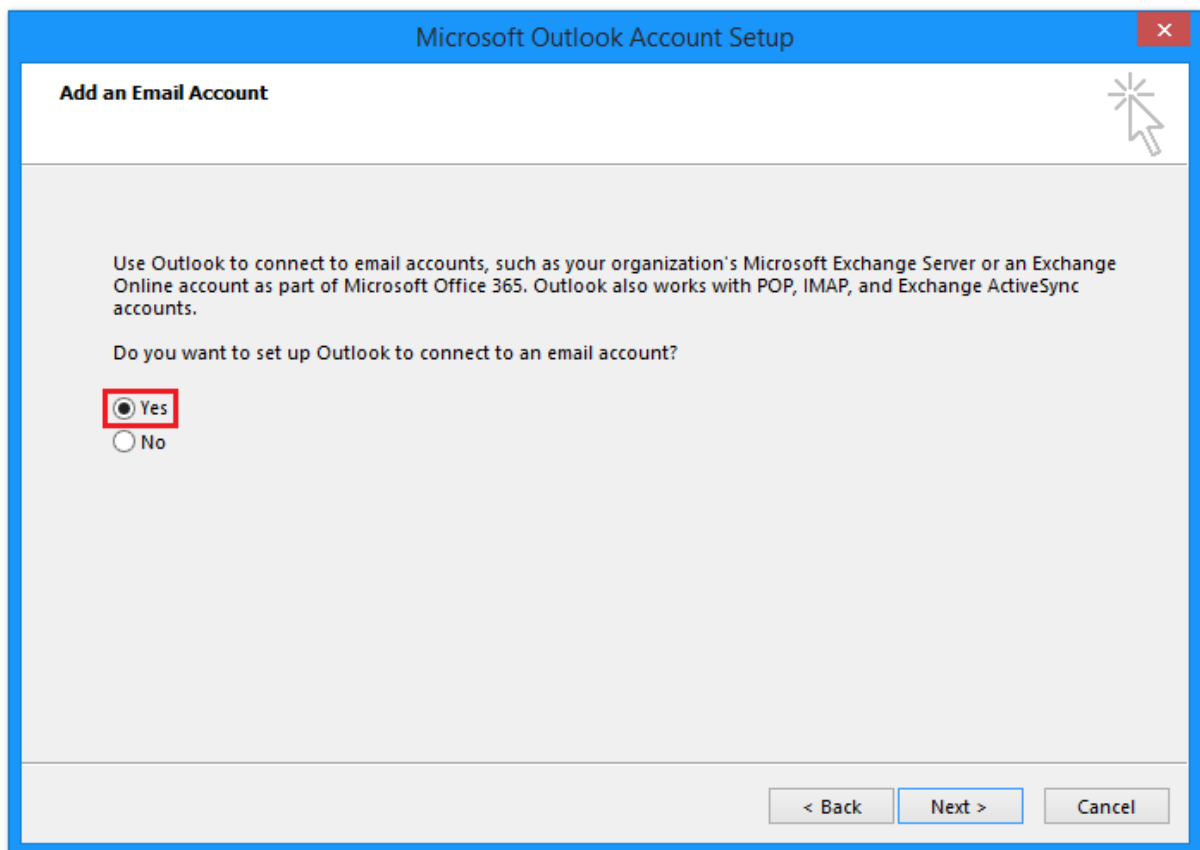 Microsoft Outlook Account Setup
Add an Email Account
Use Outlook to connect to email accounts, such as your organization's Microsoft Exchange Server or an Exchange
Online account as part of Microsoft Office 365. Outlook also works with POP, IMAP, and Exchange ActiveSync
accounts.
Do you want to set up Outlook to connect to an email account?
Yes
No
< Back Next > Cancel